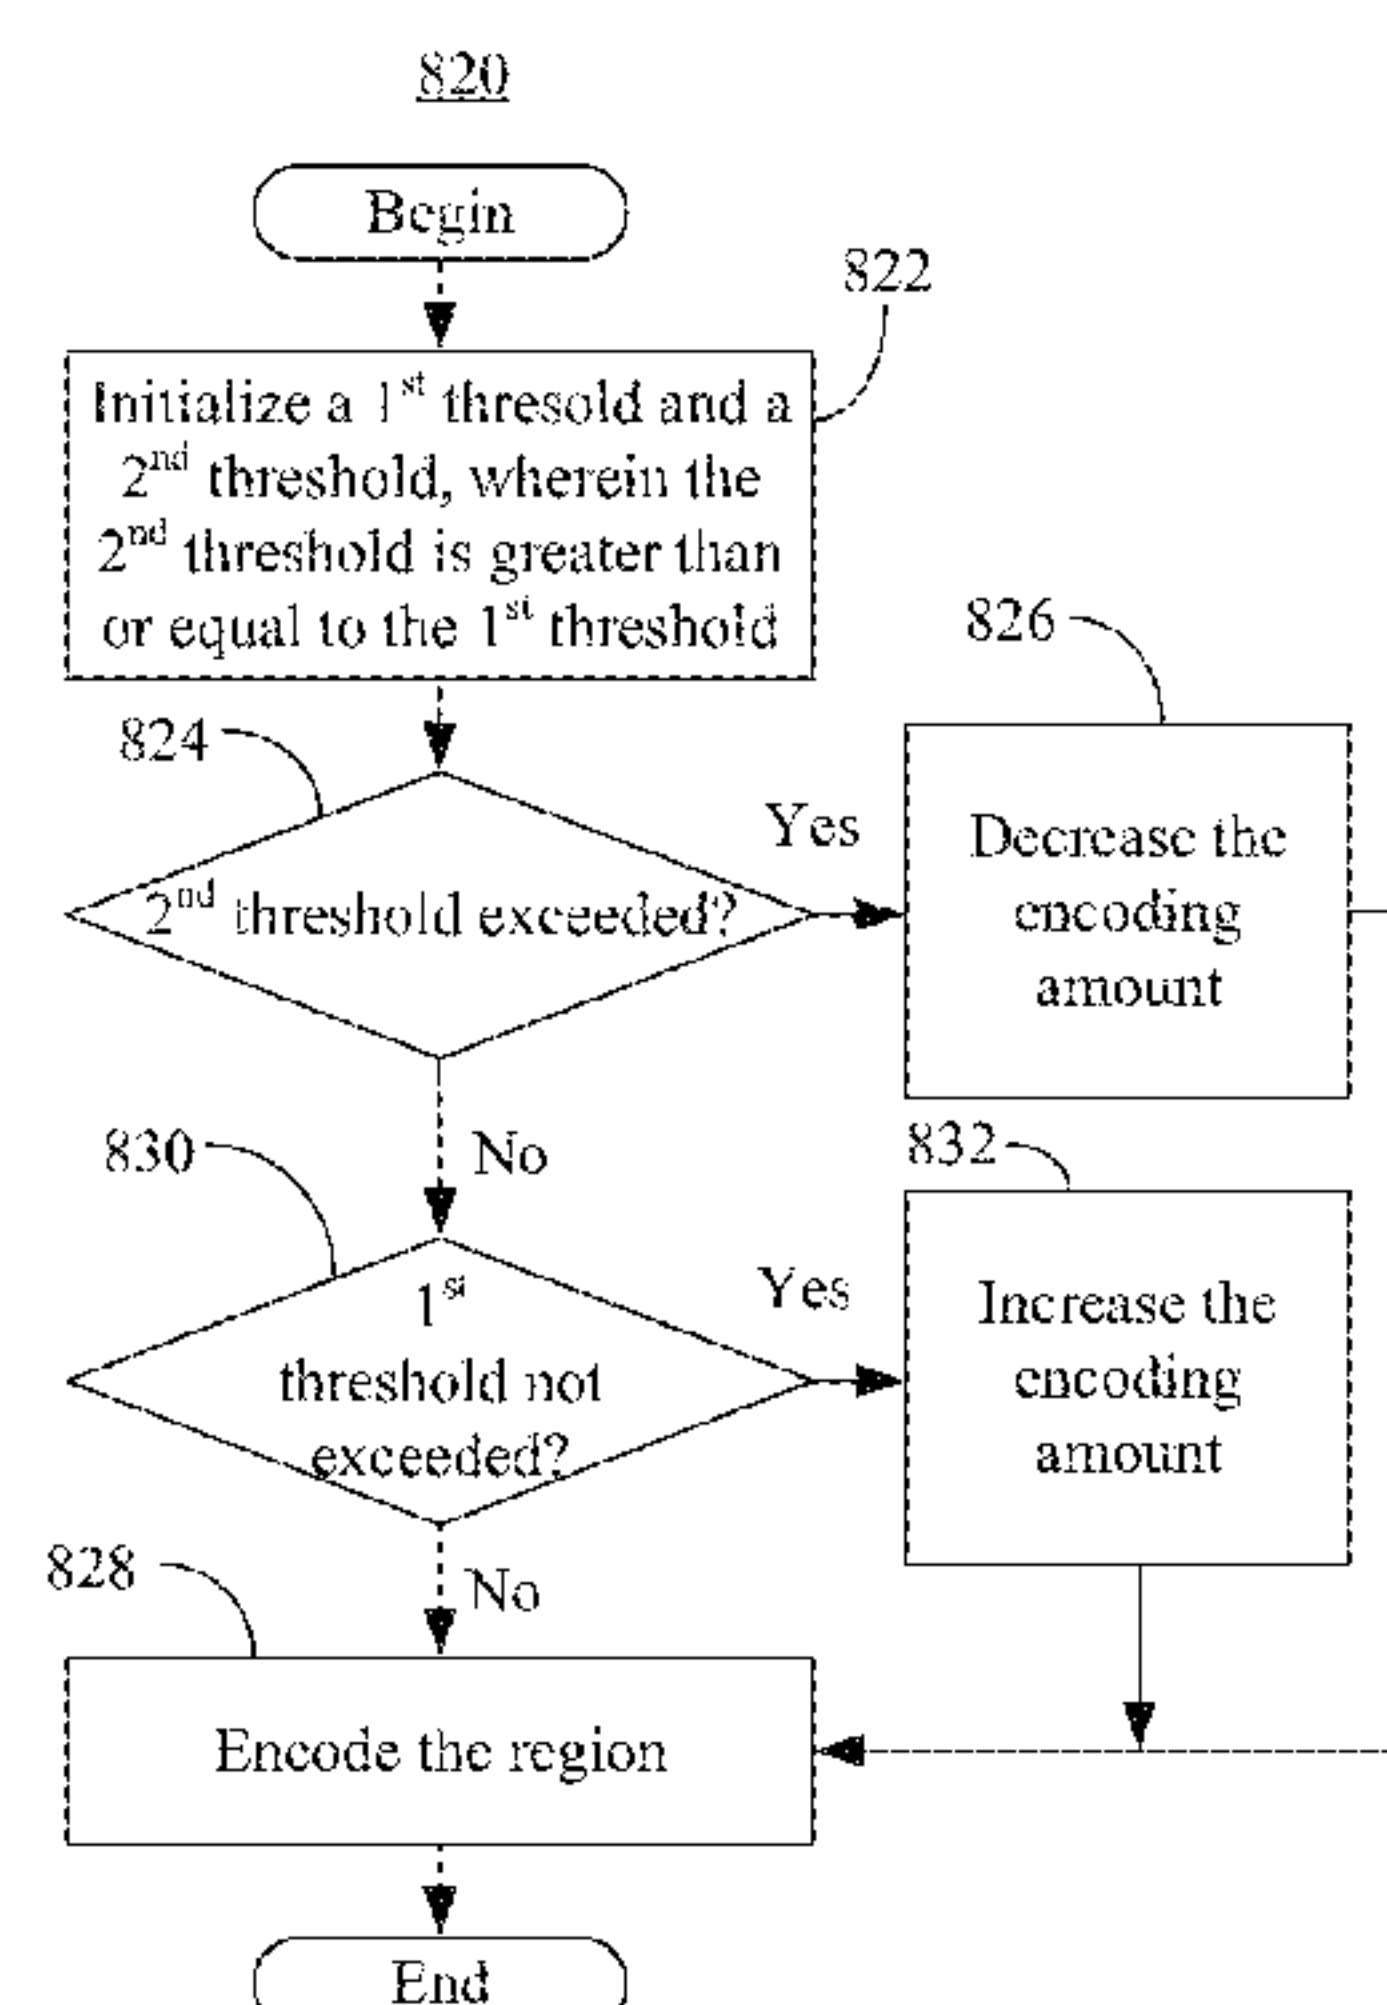 820
Begin
822
Initialize a 1st thresold and a
2nd threshold, wherein the
2nd threshold is greater than
or equal to the 1st threshold
826
824
Yes
2nd threshold exceeded?
Decrease the
encoding
amount
830
No
832
Yes
1st
threshold not
exceeded?
Increase the
encoding
amount
828
No
Encode the region
End